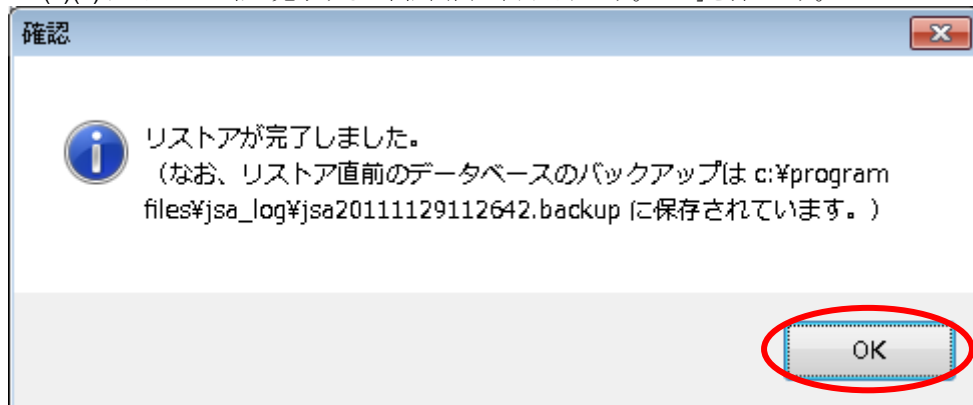 確認
リストアが完了しました。
（なお、リストア直前のデータベースのバックアップは c:¥program
files¥jsa_log¥jsa20111129112642.backup に保存されています。）
OK